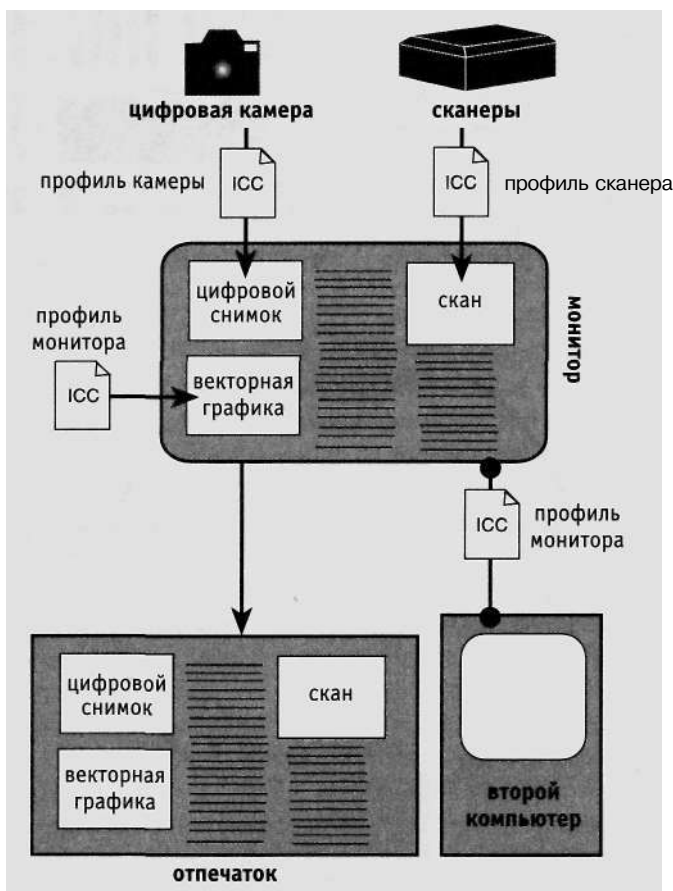 цифровая камера
сканеры
профиль камеры
ICC
ICC
профиль сканера
цифровой
снимок
скан
монитор
профиль
монитора
ICC
векторная
графика
ICC
профиль
монитора
цифровой
снимок
скан
векторная
графика
второй
компьютер
отпечаток